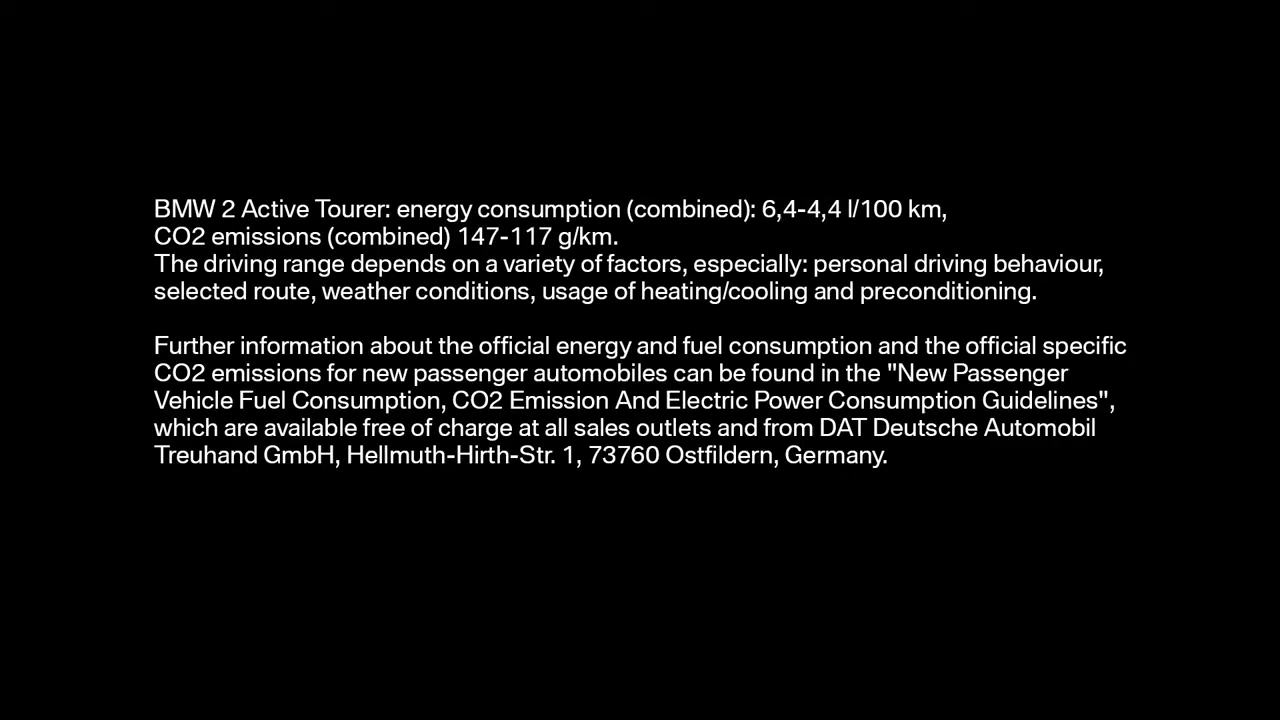 BMW 2 Active Tourer: energy consumption (combined): 6,4-4,4 l/100 km,
CO2 emissions (combined) 147-117 g/km.
The driving range depends on a variety of factors, especially: personal driving behaviour,
selected route, weather conditions, usage of heating/cooling and preconditioning.
Further information about the official energy and fuel consumption and the official specific
CO2 emissions for new passenger automobiles can be found in the "New Passenger
Vehicle Fuel Consumption, CO2 Emission And Electric Power Consumption Guidelines",
which are available free of charge at all sales outlets and from DAT Deutsche Automobil
Treuhand GmbH, Hellmuth-Hirth-Str. 1, 73760 Ostfildern, Germany.